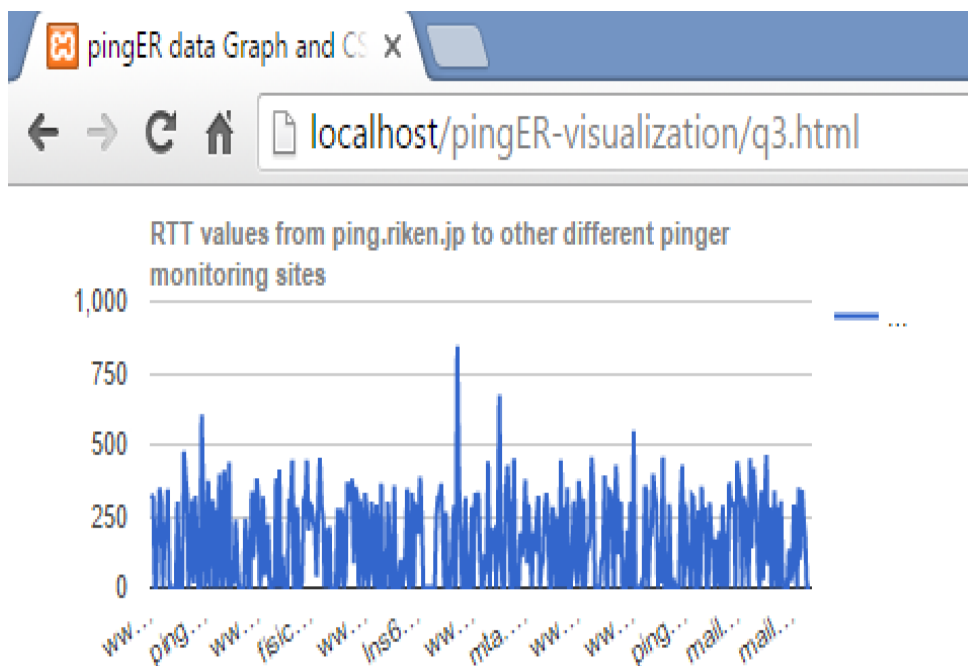 pingER data Graph and CS
localhost/pingER-visualization/q3.html
RTT values from ping.riken.jp to other different pinger
monitoring sites
1,000
...
750
500
250
0
ww...
ping...
ww...
fisic...
ww...
lns6...
ww...
mta....
ww...
ww...
ping...
mail...
mail...